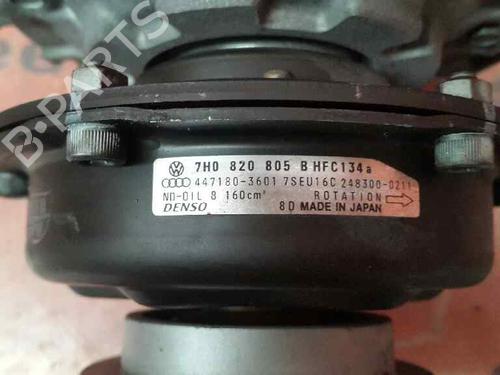 B-PARTS
7H0 820 805 B HFC134a
447180-3601 7SEU16C 248300-0211
ND-OIL 8 160cm³ ROTATION
DENSO 8D MADE IN JAPAN